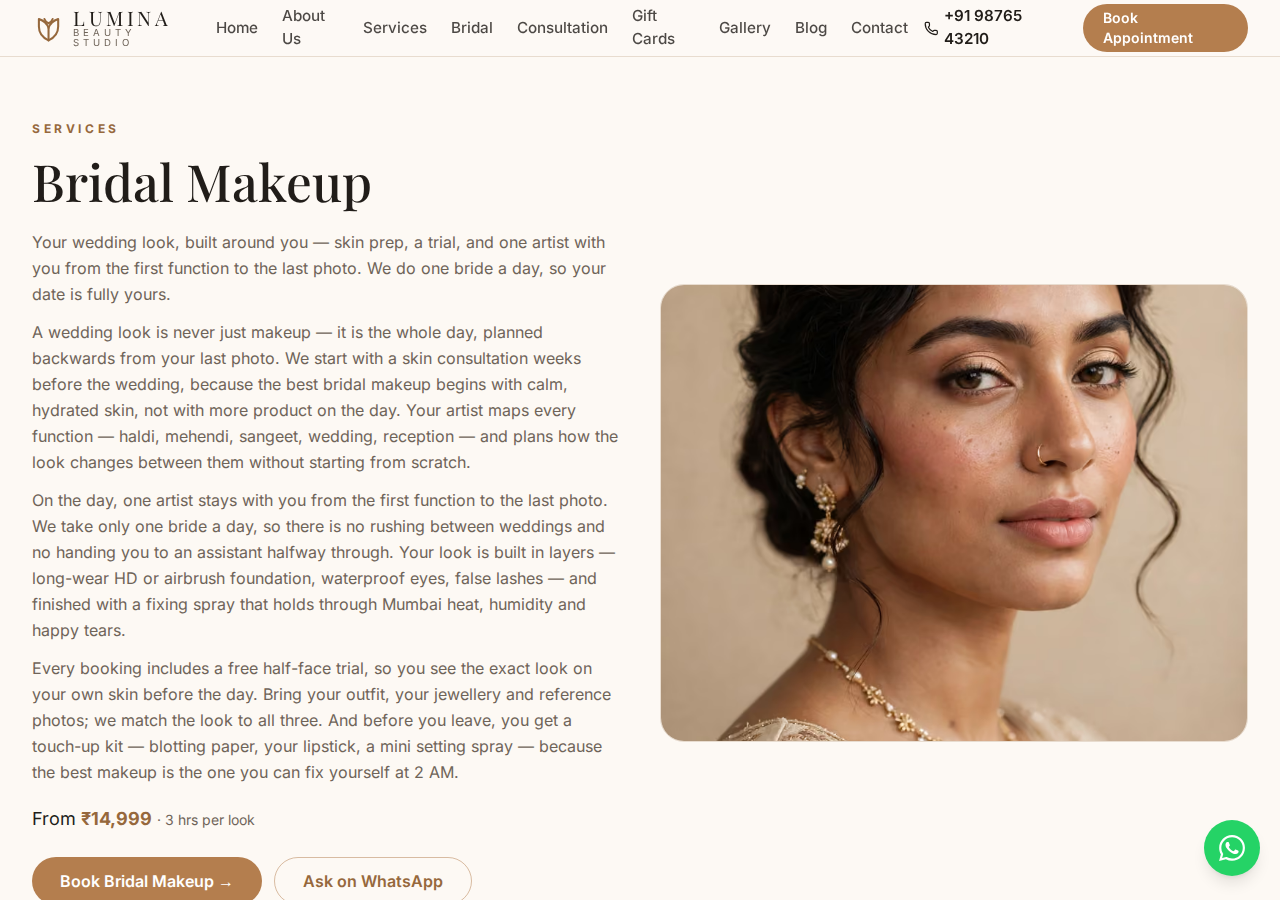 LUMINA
BEAUTY
STUDIO
Home
About
Us
Services
Bridal
Consultation
Gift
Cards
Gallery
Blog
Contact
+91 98765
43210
Book
Appointment
SERVICES
Bridal Makeup
Your wedding look, built around you — skin prep, a trial, and one artist with
you from the first function to the last photo. We do one bride a day, so your
date is fully yours.
A wedding look is never just makeup — it is the whole day, planned
backwards from your last photo. We start with a skin consultation weeks
before the wedding, because the best bridal makeup begins with calm,
hydrated skin, not with more product on the day. Your artist maps every
function — haldi, mehendi, sangeet, wedding, reception — and plans how the
look changes between them without starting from scratch.
On the day, one artist stays with you from the first function to the last photo.
We take only one bride a day, so there is no rushing between weddings and
no handing you to an assistant halfway through. Your look is built in layers —
long-wear HD or airbrush foundation, waterproof eyes, false lashes — and
finished with a fixing spray that holds through Mumbai heat, humidity and
happy tears.
Every booking includes a free half-face trial, so you see the exact look on
your own skin before the day. Bring your outfit, your jewellery and reference
photos; we match the look to all three. And before you leave, you get a
touch-up kit — blotting paper, your lipstick, a mini setting spray — because
the best makeup is the one you can fix yourself at 2 AM.
From ₹14,999 · 3 hrs per look
Book Bridal Makeup →
Ask on WhatsApp